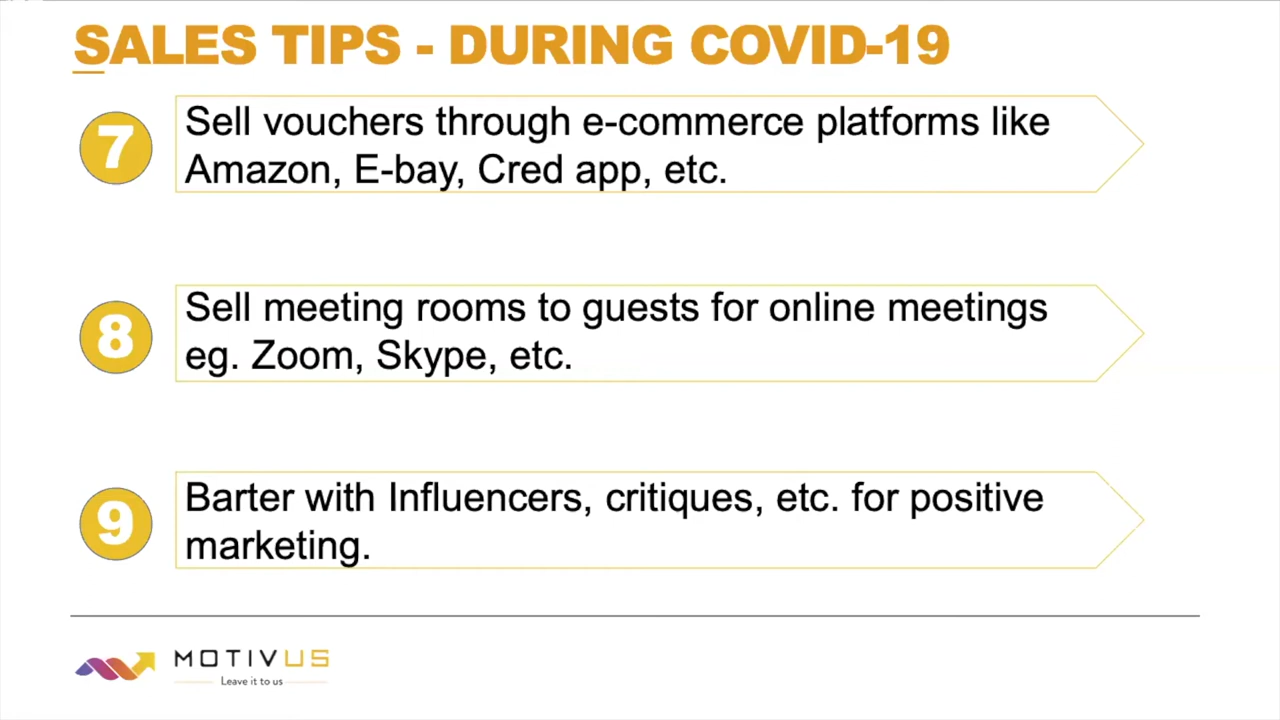 SALES TIPS - DURING COVID-19
7
Sell vouchers through e-commerce platforms like
Amazon, E-bay, Cred app, etc.
8
Sell meeting rooms to guests for online meetings
eg. Zoom, Skype, etc.
9
Barter with Influencers, critiques, etc. for positive
marketing.
MOTIVUS
Leave it to us